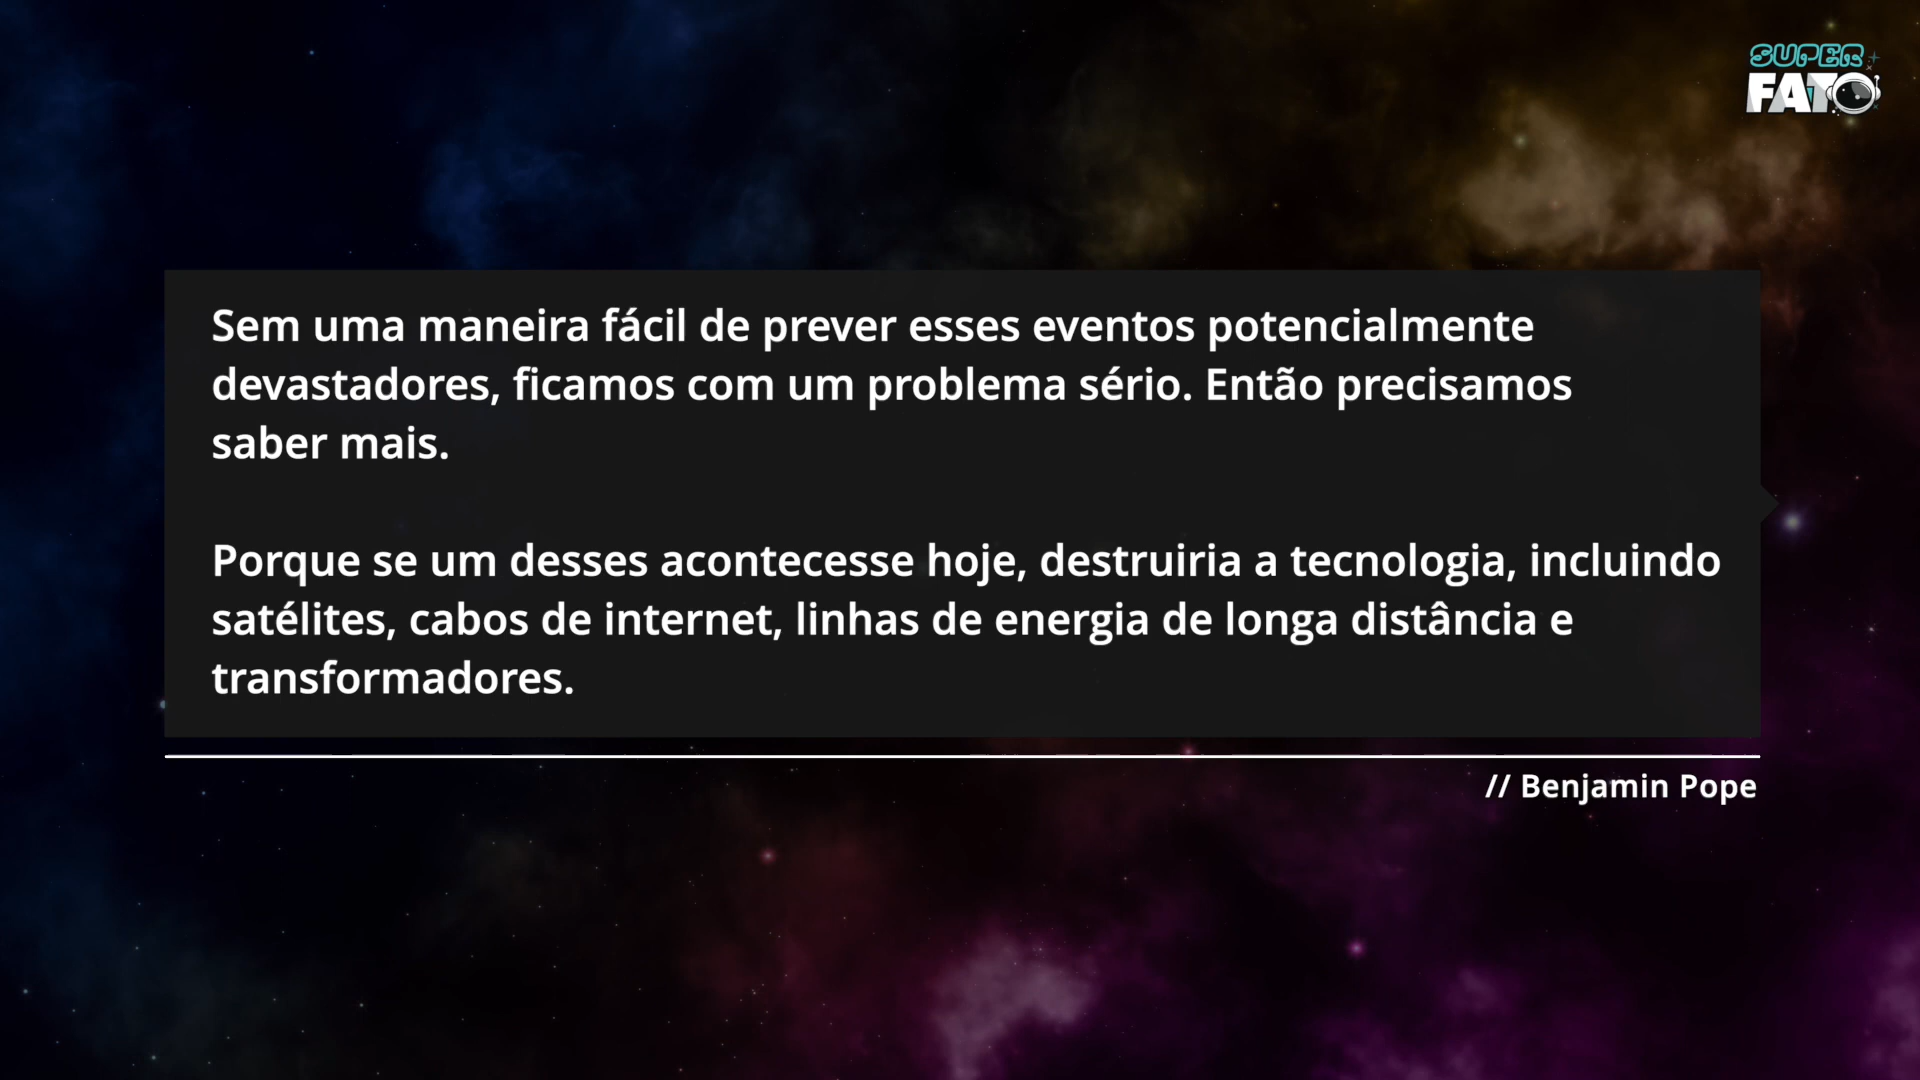 SUPER
FATO
Sem uma maneira fácil de prever esses eventos potencialmente
devastadores, ficamos com um problema sério. Então precisamos
saber mais.
Porque se um desses acontecesse hoje, destruiria a tecnologia, incluindo
satélites, cabos de internet, linhas de energia de longa distância e
transformadores.
// Benjamin Pope